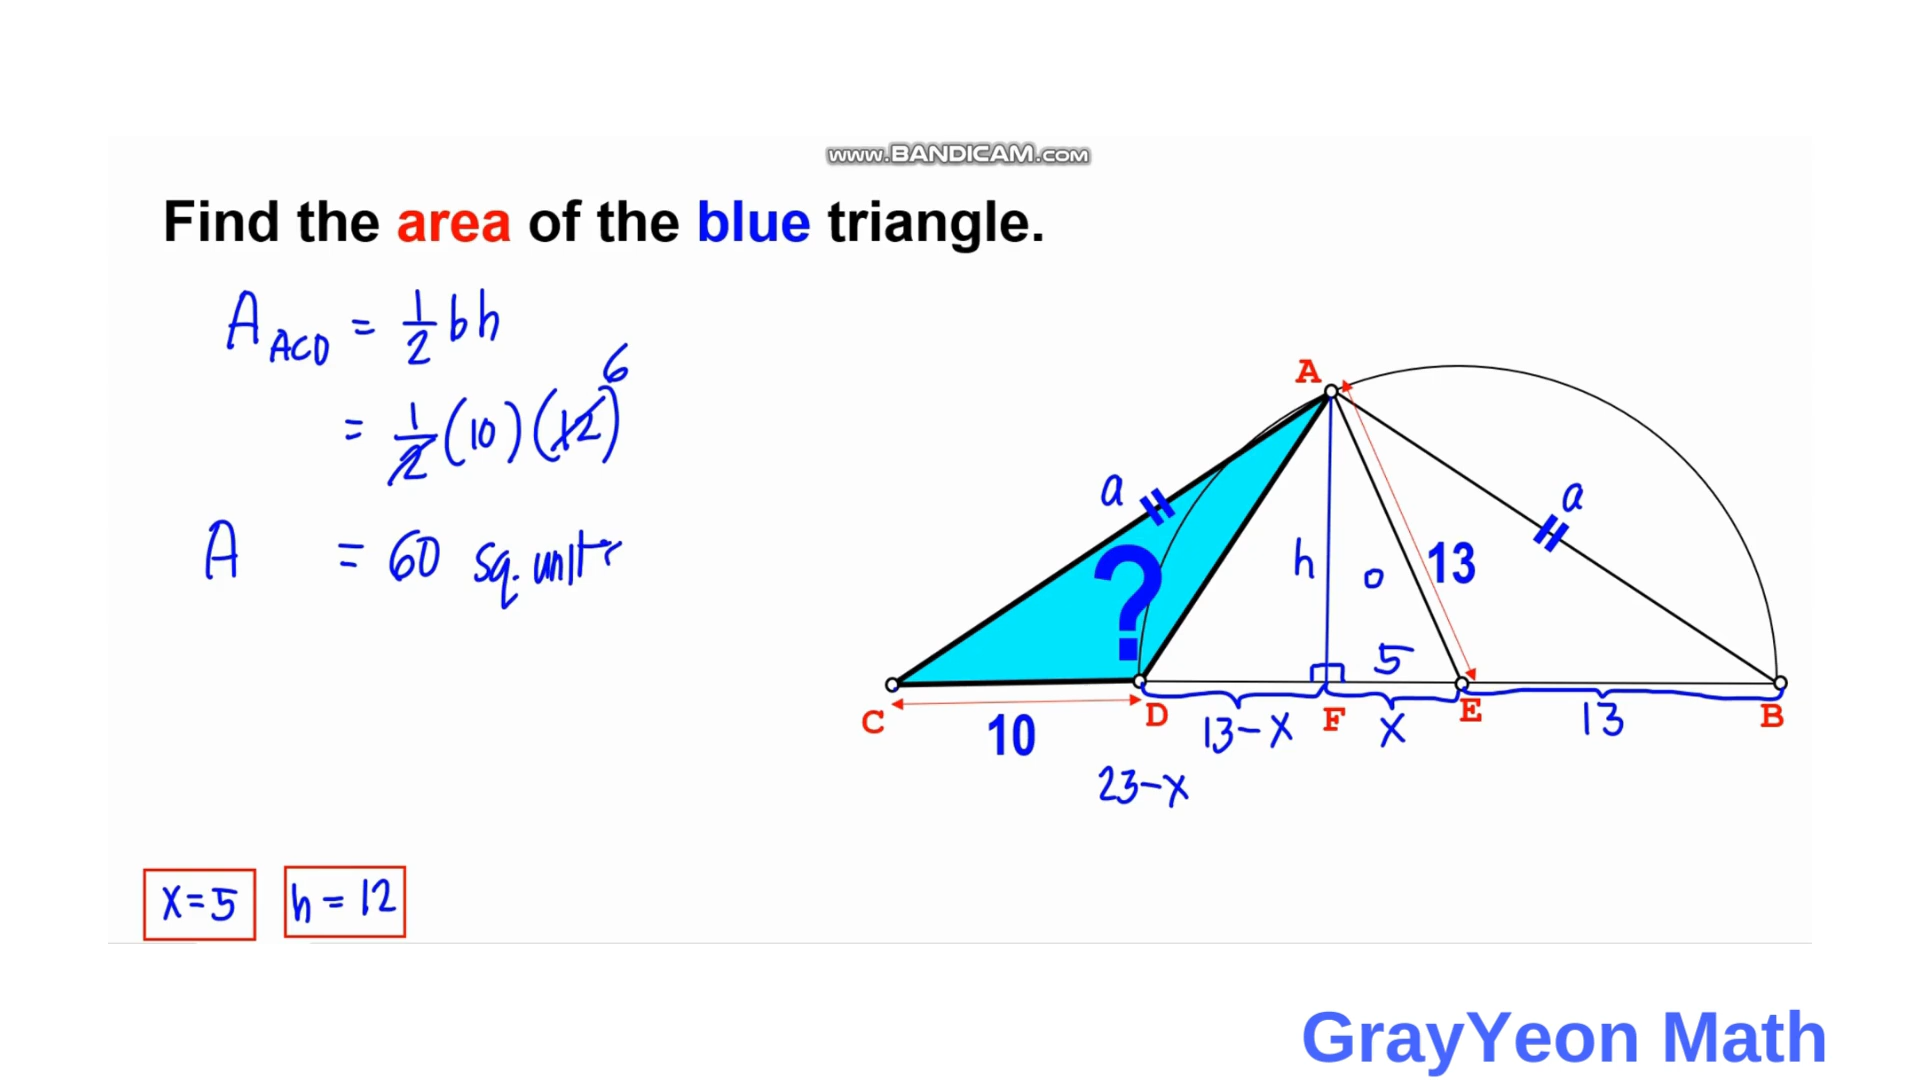 www.BANDICAM.com
Find the area of the blue triangle.
A ACD = 1/2 bh
6
= 1/2 (10) (12)
A = 60 sq. units
A
a
a
?
h
o
13
5
C
10
D
13-x
F
x
E
13
B
23-x
x=5
h = 12
GrayYeon Math